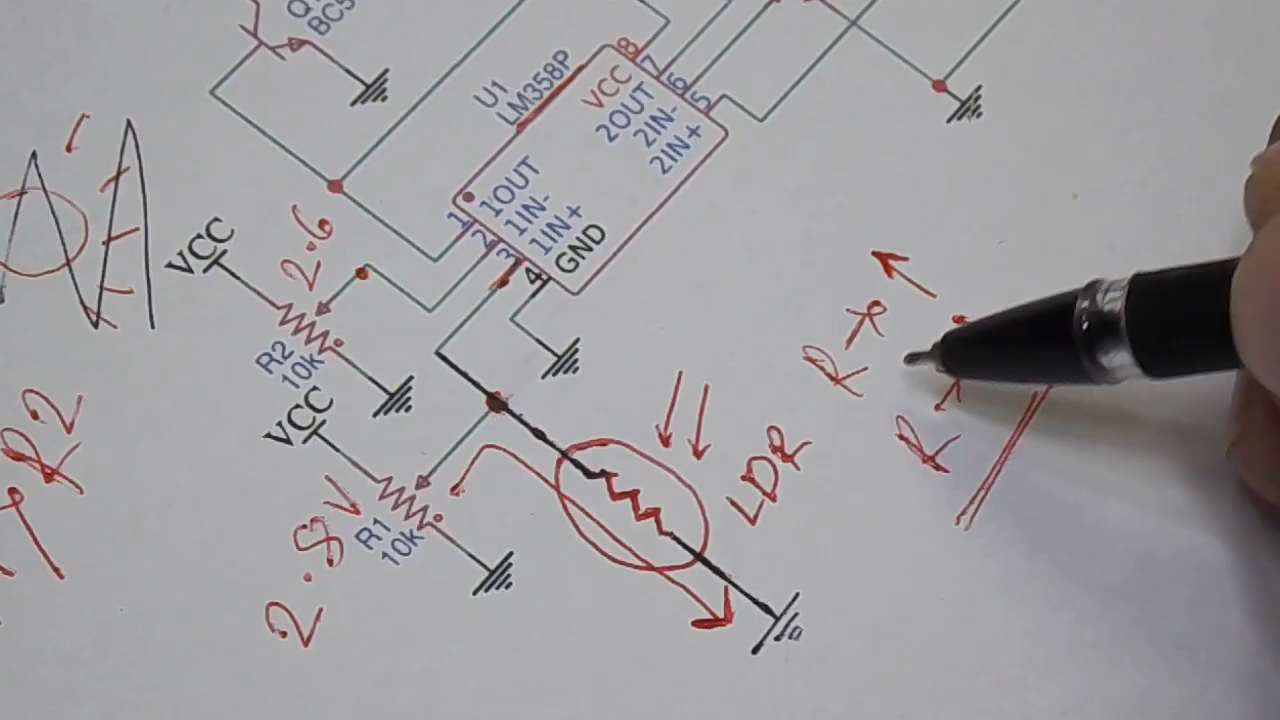 BC5
U1
LM358P
VCC 8
2OUT 7
2IN- 6
2IN+ 5
1 1OUT
2 1IN-
3 1IN+
4 GND
VCC
2.6
R2
10k
VCC
R1
10k
2.8V
LDR
R
R
R2